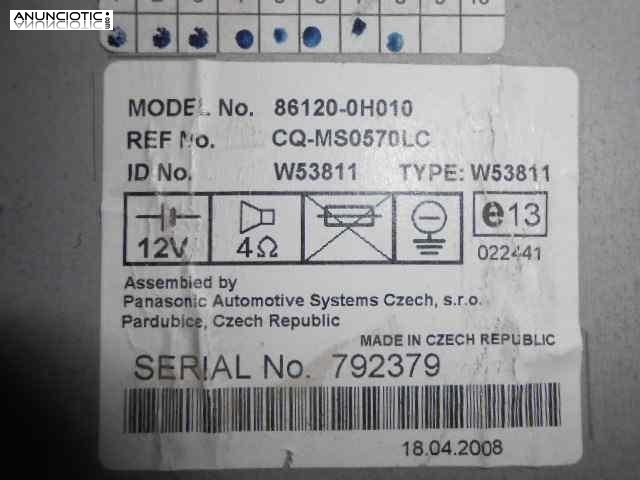 ANUNCIOTIC
MODEL No. 86120-0H010
REF No. CQ-MS0570LC
ID No. W53811 TYPE: W53811
12V 4Ω e13
022441
Assembied by
Panasonic Automotive Systems Czech, s.r.o.
Pardubice, Czech Republic
MADE IN CZECH REPUBLIC
SERIAL No. 792379
18.04.2008